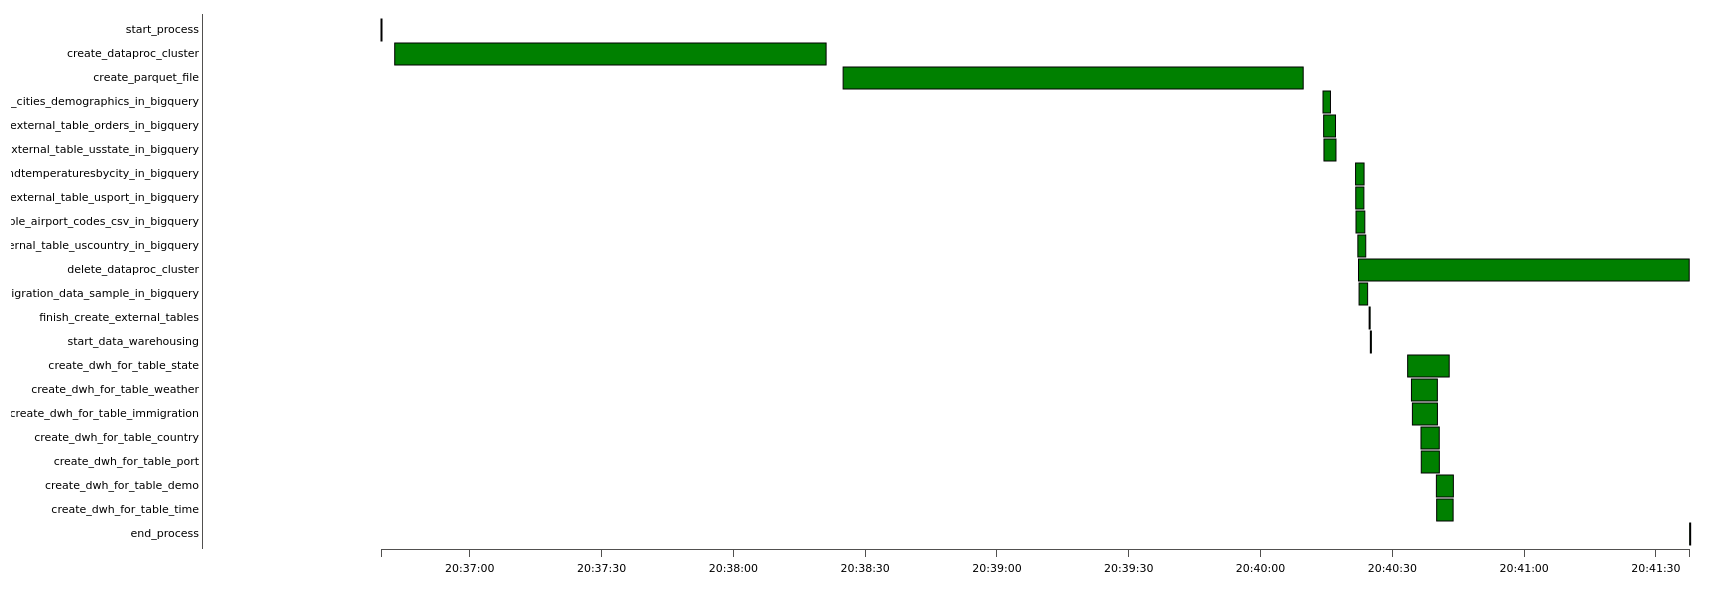 start_process
create_dataproc_cluster
create_parquet_file
_cities_demographics_in_bigquery
external_table_orders_in_bigquery
xternal_table_usstate_in_bigquery
ndtemperaturesbycity_in_bigquery
external_table_usport_in_bigquery
ble_airport_codes_csv_in_bigquery
ernal_table_uscountry_in_bigquery
delete_dataproc_cluster
igration_data_sample_in_bigquery
finish_create_external_tables
start_data_warehousing
create_dwh_for_table_state
create_dwh_for_table_weather
create_dwh_for_table_immigration
create_dwh_for_table_country
create_dwh_for_table_port
create_dwh_for_table_demo
create_dwh_for_table_time
end_process
20:37:00 20:37:30 20:38:00 20:38:30 20:39:00 20:39:30 20:40:00 20:40:30 20:41:00 20:41:30